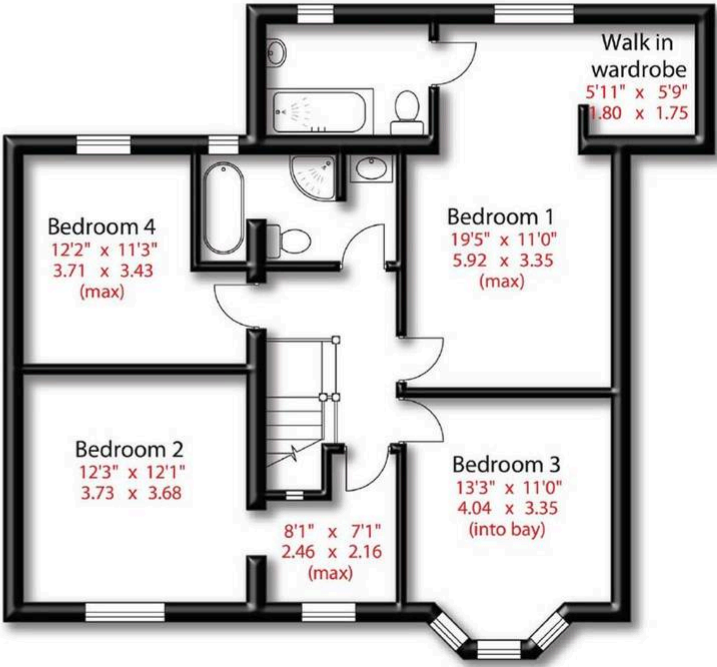 Walk in
wardrobe
5'11" x 5'9"
1.80 x 1.75
Bedroom 4
12'2" x 11'3"
3.71 x 3.43
(max)
Bedroom 1
19'5" x 11'0"
5.92 x 3.35
(max)
Bedroom 2
12'3" x 12'1"
3.73 x 3.68
8'1" x 7'1"
2.46 x 2.16
(max)
Bedroom 3
13'3" x 11'0"
4.04 x 3.35
(into bay)